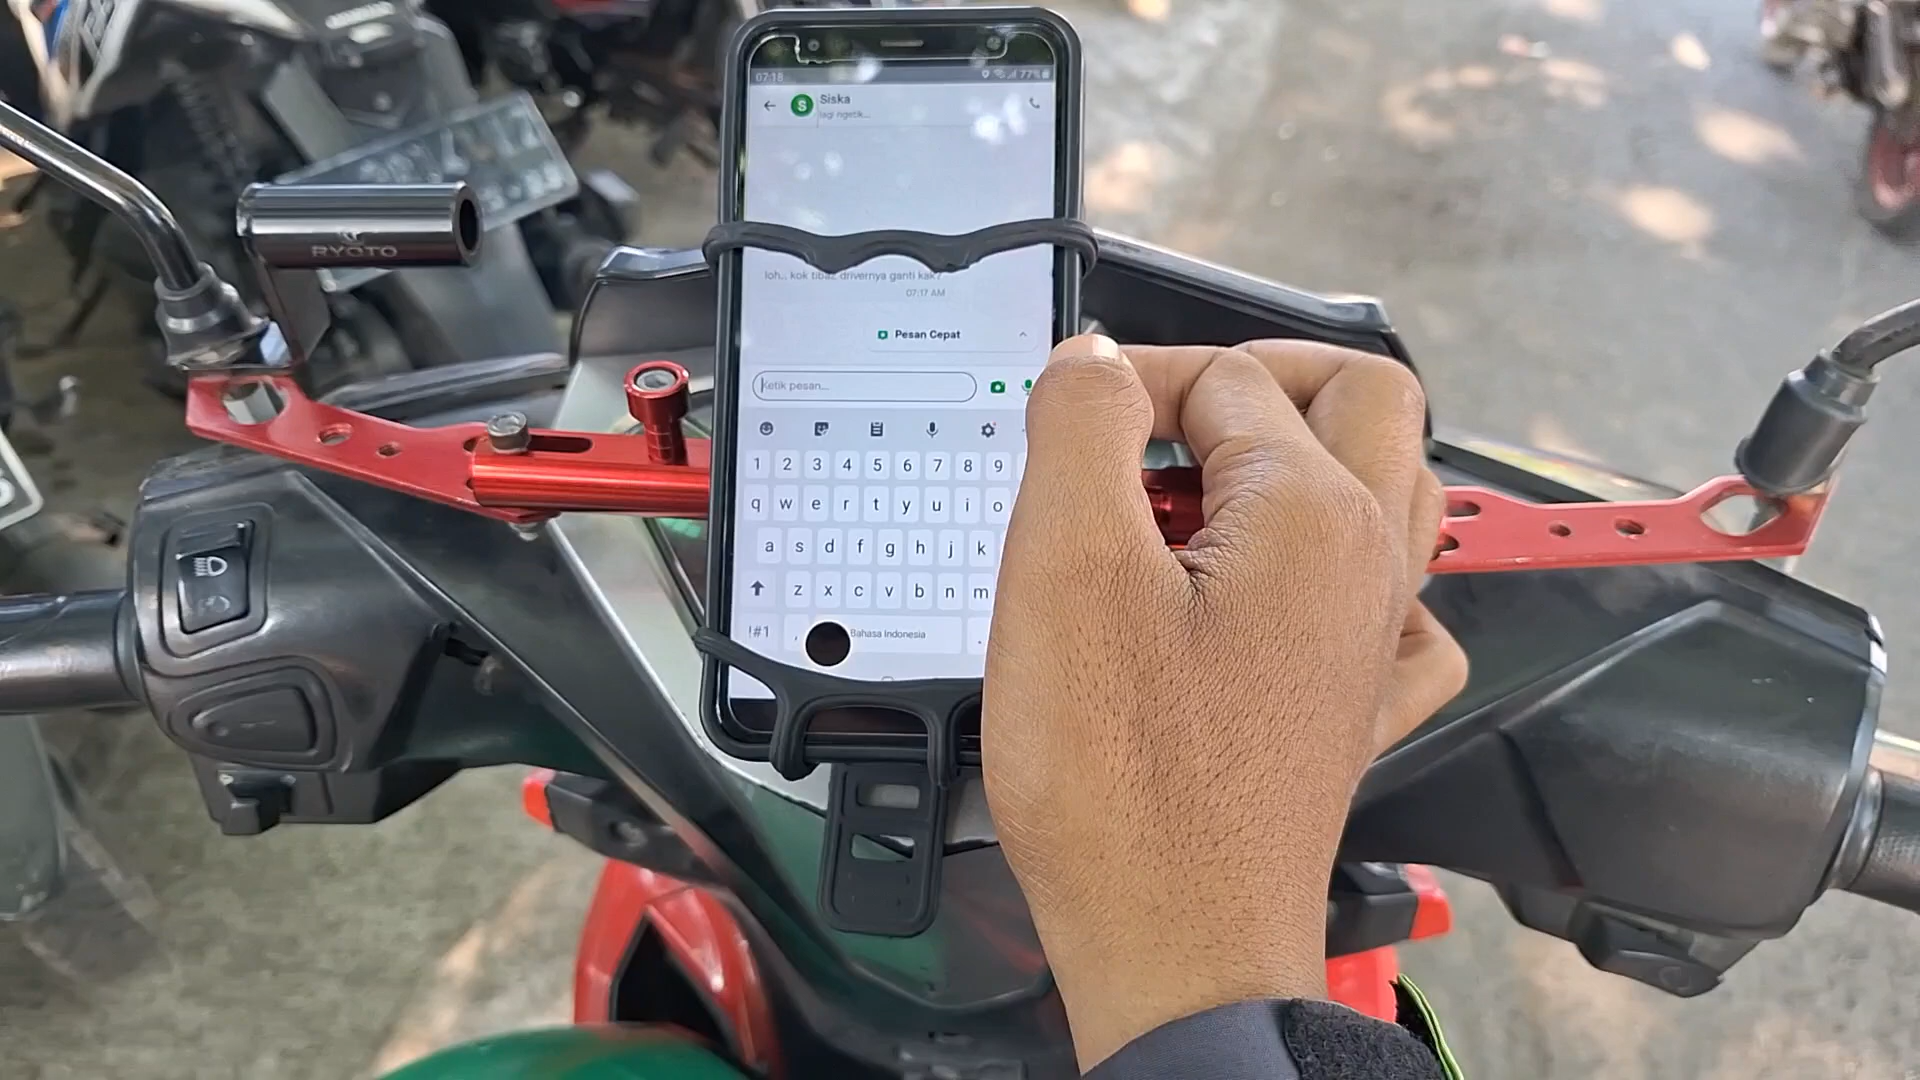 07:18
77%
Siska
lagi ngetik...
loh.. kok tiba2 drivernya ganti kak?
07:17 AM
Pesan Cepat
Ketik pesan...
1 2 3 4 5 6 7 8 9
q w e r t y u i o
a s d f g h j k
z x c v b n m
!#1 , Bahasa Indonesia .
RYOTO